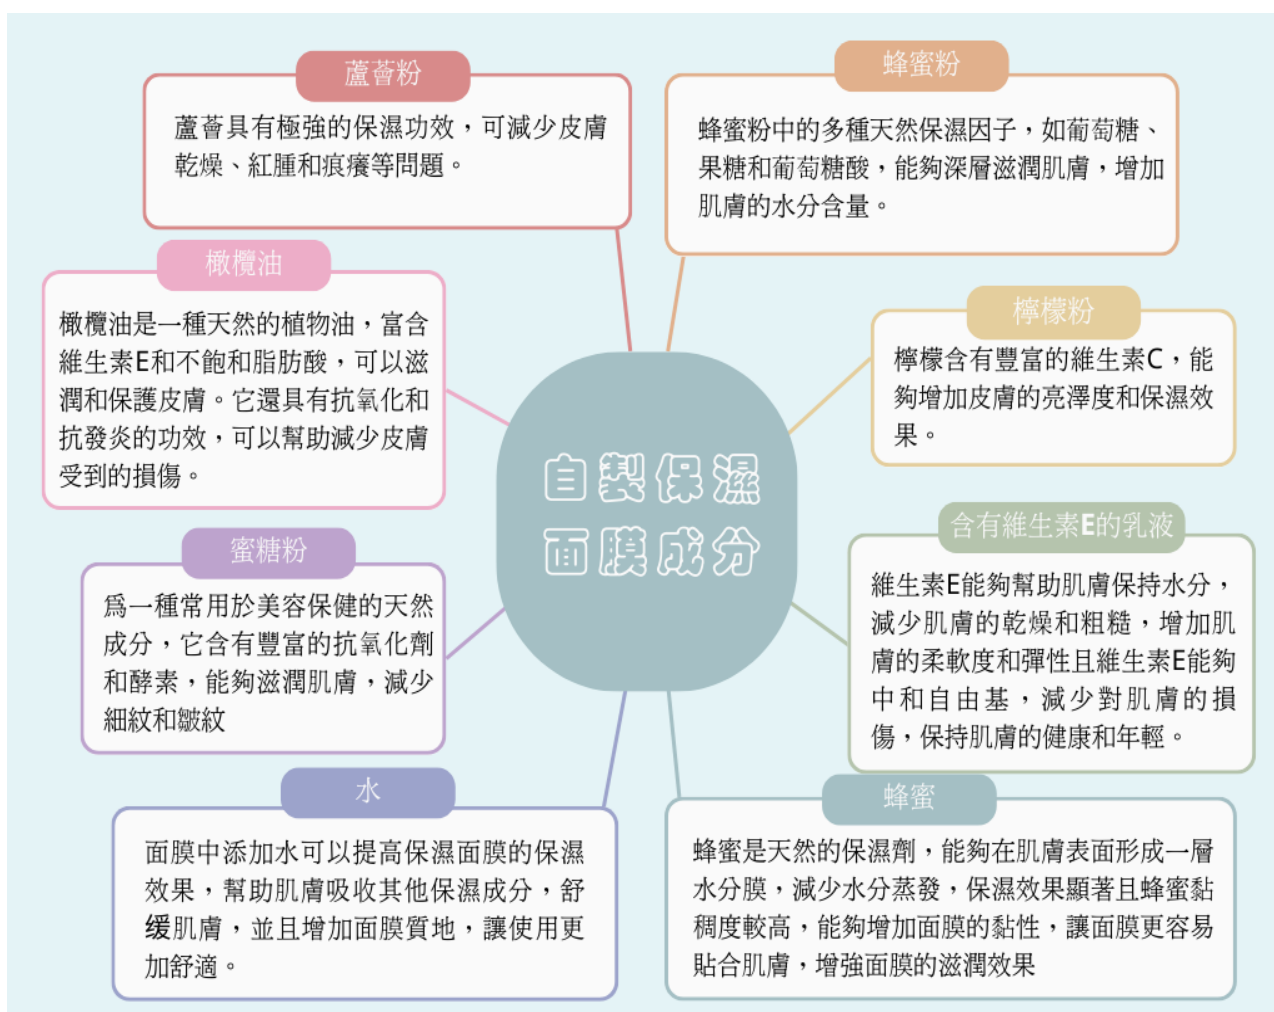 蘆薈粉
蘆薈具有極強的保濕功效，可減少皮膚
乾燥、紅腫和痕癢等問題。
蜂蜜粉
蜂蜜粉中的多種天然保濕因子，如葡萄糖、
果糖和葡萄糖酸，能夠深層滋潤肌膚，增加
肌膚的水分含量。
橄欖油
橄欖油是一種天然的植物油，富含
維生素E和不飽和脂肪酸，可以滋
潤和保護皮膚。它還具有抗氧化和
抗發炎的功效，可以幫助減少皮膚
受到的損傷。
檸檬粉
檸檬含有豐富的維生素C，能
夠增加皮膚的亮澤度和保濕效
果。
自製保濕
面膜成分
蜜糖粉
爲一種常用於美容保健的天然
成分，它含有豐富的抗氧化劑
和酵素，能夠滋潤肌膚，減少
細紋和皺紋
含有維生素E的乳液
維生素E能夠幫助肌膚保持水分，
減少肌膚的乾燥和粗糙，增加肌
膚的柔軟度和彈性且維生素E能夠
中和自由基，減少對肌膚的損
傷，保持肌膚的健康和年輕。
水
面膜中添加水可以提高保濕面膜的保濕
效果，幫助肌膚吸收其他保濕成分，舒
缓肌膚，並且增加面膜質地，讓使用更
加舒適。
蜂蜜
蜂蜜是天然的保濕劑，能夠在肌膚表面形成一層
水分膜，減少水分蒸發，保濕效果顯著且蜂蜜黏
稠度較高，能夠增加面膜的黏性，讓面膜更容易
貼合肌膚，增強面膜的滋潤效果